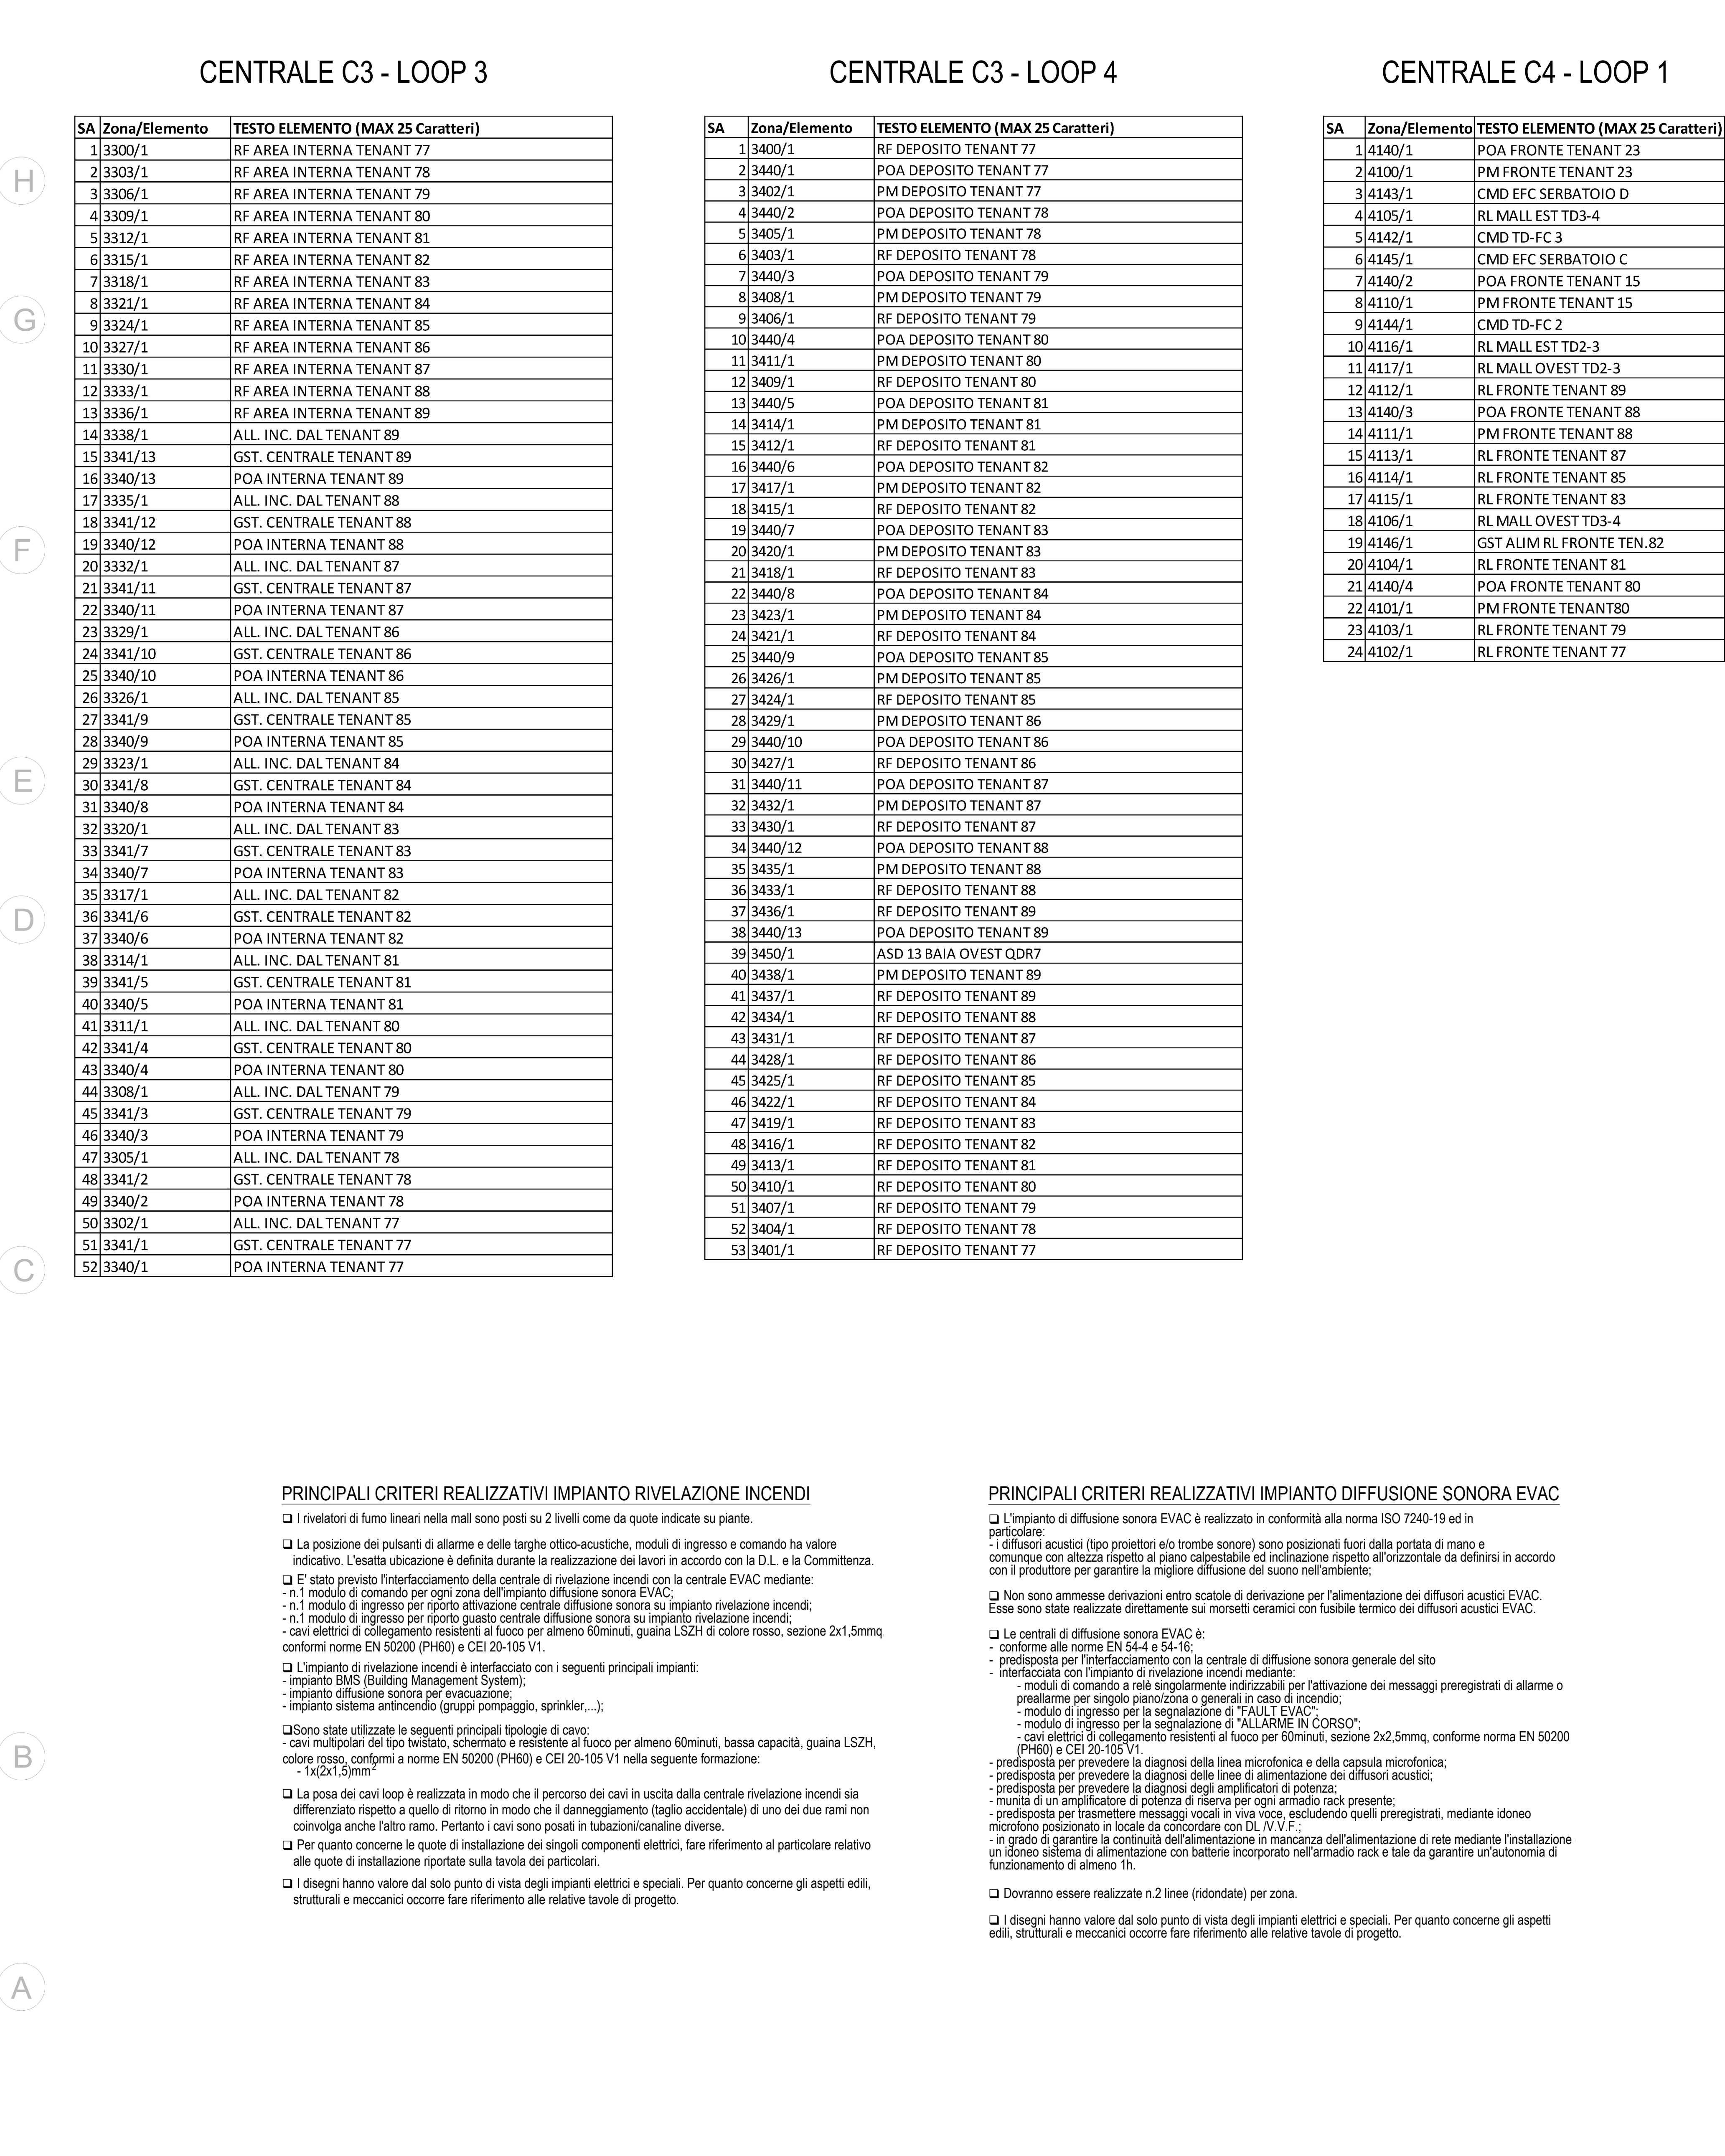 CENTRALE C3 - LOOP 3
SA Zona/Elemento TESTO ELEMENTO (MAX 25 Caratteri)
1 3300/1 RF AREA INTERNA TENANT 77
2 3303/1 RF AREA INTERNA TENANT 78
3 3306/1 RF AREA INTERNA TENANT 79
4 3309/1 RF AREA INTERNA TENANT 80
5 3312/1 RF AREA INTERNA TENANT 81
6 3315/1 RF AREA INTERNA TENANT 82
7 3318/1 RF AREA INTERNA TENANT 83
8 3321/1 RF AREA INTERNA TENANT 84
9 3324/1 RF AREA INTERNA TENANT 85
10 3327/1 RF AREA INTERNA TENANT 86
11 3330/1 RF AREA INTERNA TENANT 87
12 3333/1 RF AREA INTERNA TENANT 88
13 3336/1 RF AREA INTERNA TENANT 89
14 3338/1 ALL. INC. DAL TENANT 89
15 3341/13 GST. CENTRALE TENANT 89
16 3340/13 POA INTERNA TENANT 89
17 3335/1 ALL. INC. DAL TENANT 88
18 3341/12 GST. CENTRALE TENANT 88
19 3340/12 POA INTERNA TENANT 88
20 3332/1 ALL. INC. DAL TENANT 87
21 3341/11 GST. CENTRALE TENANT 87
22 3340/11 POA INTERNA TENANT 87
23 3329/1 ALL. INC. DAL TENANT 86
24 3341/10 GST. CENTRALE TENANT 86
25 3340/10 POA INTERNA TENANT 86
26 3326/1 ALL. INC. DAL TENANT 85
27 3341/9 GST. CENTRALE TENANT 85
28 3340/9 POA INTERNA TENANT 85
29 3323/1 ALL. INC. DAL TENANT 84
30 3341/8 GST. CENTRALE TENANT 84
31 3340/8 POA INTERNA TENANT 84
32 3320/1 ALL. INC. DAL TENANT 83
33 3341/7 GST. CENTRALE TENANT 83
34 3340/7 POA INTERNA TENANT 83
35 3317/1 ALL. INC. DAL TENANT 82
36 3341/6 GST. CENTRALE TENANT 82
37 3340/6 POA INTERNA TENANT 82
38 3314/1 ALL. INC. DAL TENANT 81
39 3341/5 GST. CENTRALE TENANT 81
40 3340/5 POA INTERNA TENANT 81
41 3311/1 ALL. INC. DAL TENANT 80
42 3341/4 GST. CENTRALE TENANT 80
43 3340/4 POA INTERNA TENANT 80
44 3308/1 ALL. INC. DAL TENANT 79
45 3341/3 GST. CENTRALE TENANT 79
46 3340/3 POA INTERNA TENANT 79
47 3305/1 ALL. INC. DAL TENANT 78
48 3341/2 GST. CENTRALE TENANT 78
49 3340/2 POA INTERNA TENANT 78
50 3302/1 ALL. INC. DAL TENANT 77
51 3341/1 GST. CENTRALE TENANT 77
52 3340/1 POA INTERNA TENANT 77
CENTRALE C3 - LOOP 4
SA Zona/Elemento TESTO ELEMENTO (MAX 25 Caratteri)
1 3400/1 RF DEPOSITO TENANT 77
2 3440/1 POA DEPOSITO TENANT 77
3 3402/1 PM DEPOSITO TENANT 77
4 3440/2 POA DEPOSITO TENANT 78
5 3405/1 PM DEPOSITO TENANT 78
6 3403/1 RF DEPOSITO TENANT 78
7 3440/3 POA DEPOSITO TENANT 79
8 3408/1 PM DEPOSITO TENANT 79
9 3406/1 RF DEPOSITO TENANT 79
10 3440/4 POA DEPOSITO TENANT 80
11 3411/1 PM DEPOSITO TENANT 80
12 3409/1 RF DEPOSITO TENANT 80
13 3440/5 POA DEPOSITO TENANT 81
14 3414/1 PM DEPOSITO TENANT 81
15 3412/1 RF DEPOSITO TENANT 81
16 3440/6 POA DEPOSITO TENANT 82
17 3417/1 PM DEPOSITO TENANT 82
18 3415/1 RF DEPOSITO TENANT 82
19 3440/7 POA DEPOSITO TENANT 83
20 3420/1 PM DEPOSITO TENANT 83
21 3418/1 RF DEPOSITO TENANT 83
22 3440/8 POA DEPOSITO TENANT 84
23 3423/1 PM DEPOSITO TENANT 84
24 3421/1 RF DEPOSITO TENANT 84
25 3440/9 POA DEPOSITO TENANT 85
26 3426/1 PM DEPOSITO TENANT 85
27 3424/1 RF DEPOSITO TENANT 85
28 3429/1 PM DEPOSITO TENANT 86
29 3440/10 POA DEPOSITO TENANT 86
30 3427/1 RF DEPOSITO TENANT 86
31 3440/11 POA DEPOSITO TENANT 87
32 3432/1 PM DEPOSITO TENANT 87
33 3430/1 RF DEPOSITO TENANT 87
34 3440/12 POA DEPOSITO TENANT 88
35 3435/1 PM DEPOSITO TENANT 88
36 3433/1 RF DEPOSITO TENANT 88
37 3436/1 RF DEPOSITO TENANT 89
38 3440/13 POA DEPOSITO TENANT 89
39 3450/1 ASD 13 BAIA OVEST QDR7
40 3438/1 PM DEPOSITO TENANT 89
41 3437/1 RF DEPOSITO TENANT 89
42 3434/1 RF DEPOSITO TENANT 88
43 3431/1 RF DEPOSITO TENANT 87
44 3428/1 RF DEPOSITO TENANT 86
45 3425/1 RF DEPOSITO TENANT 85
46 3422/1 RF DEPOSITO TENANT 84
47 3419/1 RF DEPOSITO TENANT 83
48 3416/1 RF DEPOSITO TENANT 82
49 3413/1 RF DEPOSITO TENANT 81
50 3410/1 RF DEPOSITO TENANT 80
51 3407/1 RF DEPOSITO TENANT 79
52 3404/1 RF DEPOSITO TENANT 78
53 3401/1 RF DEPOSITO TENANT 77
CENTRALE C4 - LOOP 1
SA Zona/Elemento TESTO ELEMENTO (MAX 25 Caratteri)
1 4140/1 POA FRONTE TENANT 23
2 4100/1 PM FRONTE TENANT 23
3 4143/1 CMD EFC SERBATOIO D
4 4105/1 RL MALL EST TD3-4
5 4142/1 CMD TD-FC 3
6 4145/1 CMD EFC SERBATOIO C
7 4140/2 POA FRONTE TENANT 15
8 4110/1 PM FRONTE TENANT 15
9 4144/1 CMD TD-FC 2
10 4116/1 RL MALL EST TD2-3
11 4117/1 RL MALL OVEST TD2-3
12 4112/1 RL FRONTE TENANT 89
13 4140/3 POA FRONTE TENANT 88
14 4111/1 PM FRONTE TENANT 88
15 4113/1 RL FRONTE TENANT 87
16 4114/1 RL FRONTE TENANT 85
17 4115/1 RL FRONTE TENANT 83
18 4106/1 RL MALL OVEST TD3-4
19 4146/1 GST ALIM RL FRONTE TEN.82
20 4104/1 RL FRONTE TENANT 81
21 4140/4 POA FRONTE TENANT 80
22 4101/1 PM FRONTE TENANT80
23 4103/1 RL FRONTE TENANT 79
24 4102/1 RL FRONTE TENANT 77
H
G
F
E
D
C
B
A
PRINCIPALI CRITERI REALIZZATIVI IMPIANTO RIVELAZIONE INCENDI
❑ I rivelatori di fumo lineari nella mall sono posti su 2 livelli come da quote indicate su piante.
❑ La posizione dei pulsanti di allarme e delle targhe ottico-acustiche, moduli di ingresso e comando ha valore
indicativo. L'esatta ubicazione è definita durante la realizzazione dei lavori in accordo con la D.L. e la Committenza.
❑ E' stato previsto l'interfacciamento della centrale di rivelazione incendi con la centrale EVAC mediante:
- n.1 modulo di comando per ogni zona dell'impianto diffusione sonora EVAC;
- n.1 modulo di ingresso per riporto attivazione centrale diffusione sonora su impianto rivelazione incendi;
- n.1 modulo di ingresso per riporto guasto centrale diffusione sonora su impianto rivelazione incendi;
- cavi elettrici di collegamento resistenti al fuoco per almeno 60minuti, guaina LSZH di colore rosso, sezione 2x1,5mmq
conformi norme EN 50200 (PH60) e CEI 20-105 V1.
❑ L'impianto di rivelazione incendi è interfacciato con i seguenti principali impianti:
- impianto BMS (Building Management System);
- impianto diffusione sonora per evacuazione;
- impianto sistema antincendio (gruppi pompaggio, sprinkler,...);
❑Sono state utilizzate le seguenti principali tipologie di cavo:
- cavi multipolari del tipo twistato, schermato e resistente al fuoco per almeno 60minuti, bassa capacità, guaina LSZH,
colore rosso, conformi a norme EN 50200 (PH60) e CEI 20-105 V1 nella seguente formazione:
- 1x(2x1,5)mm²
❑ La posa dei cavi loop è realizzata in modo che il percorso dei cavi in uscita dalla centrale rivelazione incendi sia
differenziato rispetto a quello di ritorno in modo che il danneggiamento (taglio accidentale) di uno dei due rami non
coinvolga anche l'altro ramo. Pertanto i cavi sono posati in tubazioni/canaline diverse.
❑ Per quanto concerne le quote di installazione dei singoli componenti elettrici, fare riferimento al particolare relativo
alle quote di installazione riportate sulla tavola dei particolari.
❑ I disegni hanno valore dal solo punto di vista degli impianti elettrici e speciali. Per quanto concerne gli aspetti edili,
strutturali e meccanici occorre fare riferimento alle relative tavole di progetto.
PRINCIPALI CRITERI REALIZZATIVI IMPIANTO DIFFUSIONE SONORA EVAC
❑ L'impianto di diffusione sonora EVAC è realizzato in conformità alla norma ISO 7240-19 ed in
particolare:
- i diffusori acustici (tipo proiettori e/o trombe sonore) sono posizionati fuori dalla portata di mano e
comunque con altezza rispetto al piano calpestabile ed inclinazione rispetto all'orizzontale da definirsi in accordo
con il produttore per garantire la migliore diffusione del suono nell'ambiente;
❑ Non sono ammesse derivazioni entro scatole di derivazione per l'alimentazione dei diffusori acustici EVAC.
Esse sono state realizzate direttamente sui morsetti ceramici con fusibile termico dei diffusori acustici EVAC.
❑ Le centrali di diffusione sonora EVAC è:
- conforme alle norme EN 54-4 e 54-16;
- predisposta per l'interfacciamento con la centrale di diffusione sonora generale del sito
- interfacciata con l'impianto di rivelazione incendi mediante:
- moduli di comando a relè singolarmente indirizzabili per l'attivazione dei messaggi preregistrati di allarme o
preallarme per singolo piano/zona o generali in caso di incendio;
- modulo di ingresso per la segnalazione di "FAULT EVAC";
- modulo di ingresso per la segnalazione di "ALLARME IN CORSO";
- cavi elettrici di collegamento resistenti al fuoco per 60minuti, sezione 2x2,5mmq, conforme norma EN 50200
(PH60) e CEI 20-105 V1.
- predisposta per prevedere la diagnosi della linea microfonica e della capsula microfonica;
- predisposta per prevedere la diagnosi delle linee di alimentazione dei diffusori acustici;
- predisposta per prevedere la diagnosi degli amplificatori di potenza;
- munita di un amplificatore di potenza di riserva per ogni armadio rack presente;
- predisposta per trasmettere messaggi vocali in viva voce, escludendo quelli preregistrati, mediante idoneo
microfono posizionato in locale da concordare con DL /V.V.F.;
- in grado di garantire la continuità dell'alimentazione in mancanza dell'alimentazione di rete mediante l'installazione
un idoneo sistema di alimentazione con batterie incorporato nell'armadio rack e tale da garantire un'autonomia di
funzionamento di almeno 1h.
❑ Dovranno essere realizzate n.2 linee (ridondate) per zona.
❑ I disegni hanno valore dal solo punto di vista degli impianti elettrici e speciali. Per quanto concerne gli aspetti
edili, strutturali e meccanici occorre fare riferimento alle relative tavole di progetto.